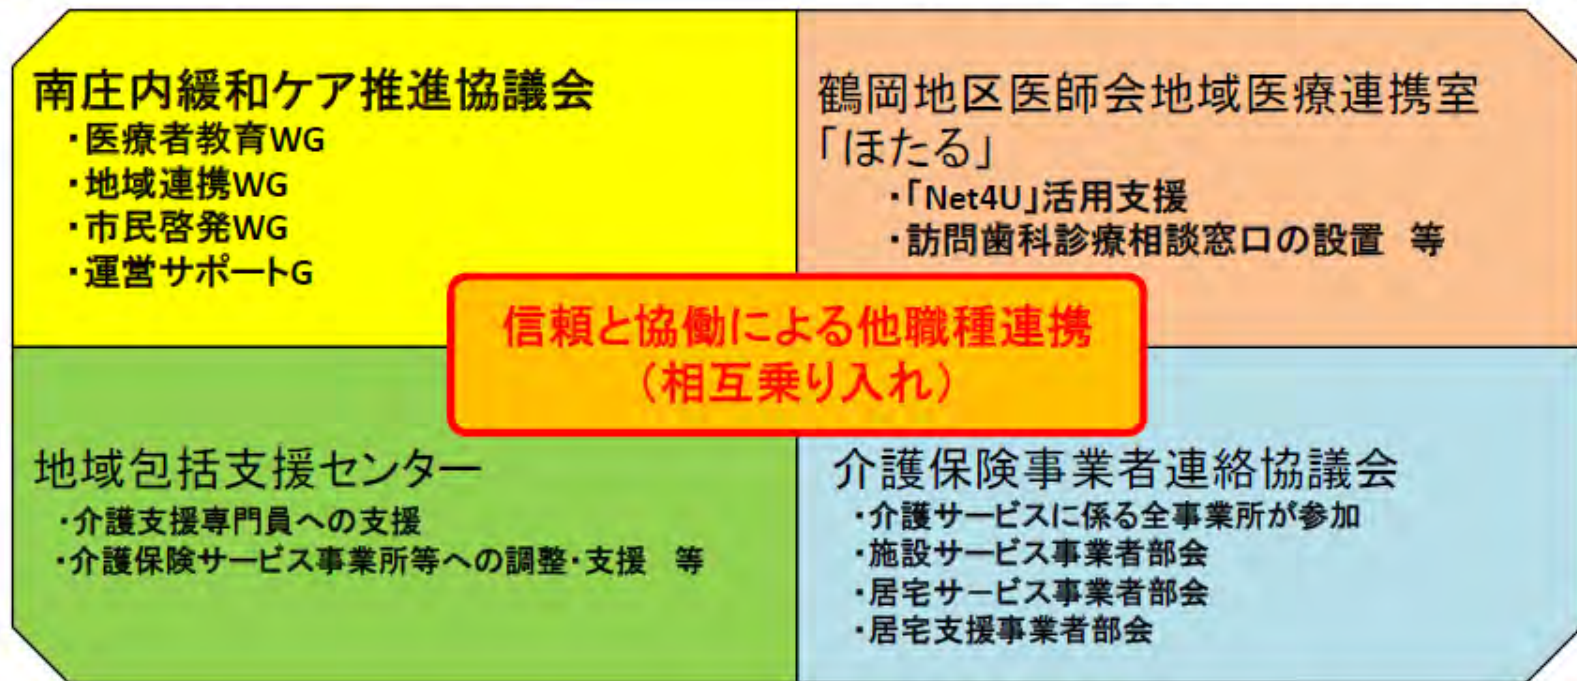 南庄内緩和ケア推進協議会
・医療者教育WG
・地域連携WG
・市民啓発WG
・運営サポートG
鶴岡地区医師会地域医療連携室
「ほたる」
・「Net4U」活用支援
・訪問歯科診療相談窓口の設置　等
信頼と協働による他職種連携
（相互乗り入れ）
地域包括支援センター
・介護支援専門員への支援
・介護保険サービス事業所等への調整・支援　等
介護保険事業者連絡協議会
・介護サービスに係る全事業所が参加
・施設サービス事業者部会
・居宅サービス事業者部会
・居宅支援事業者部会